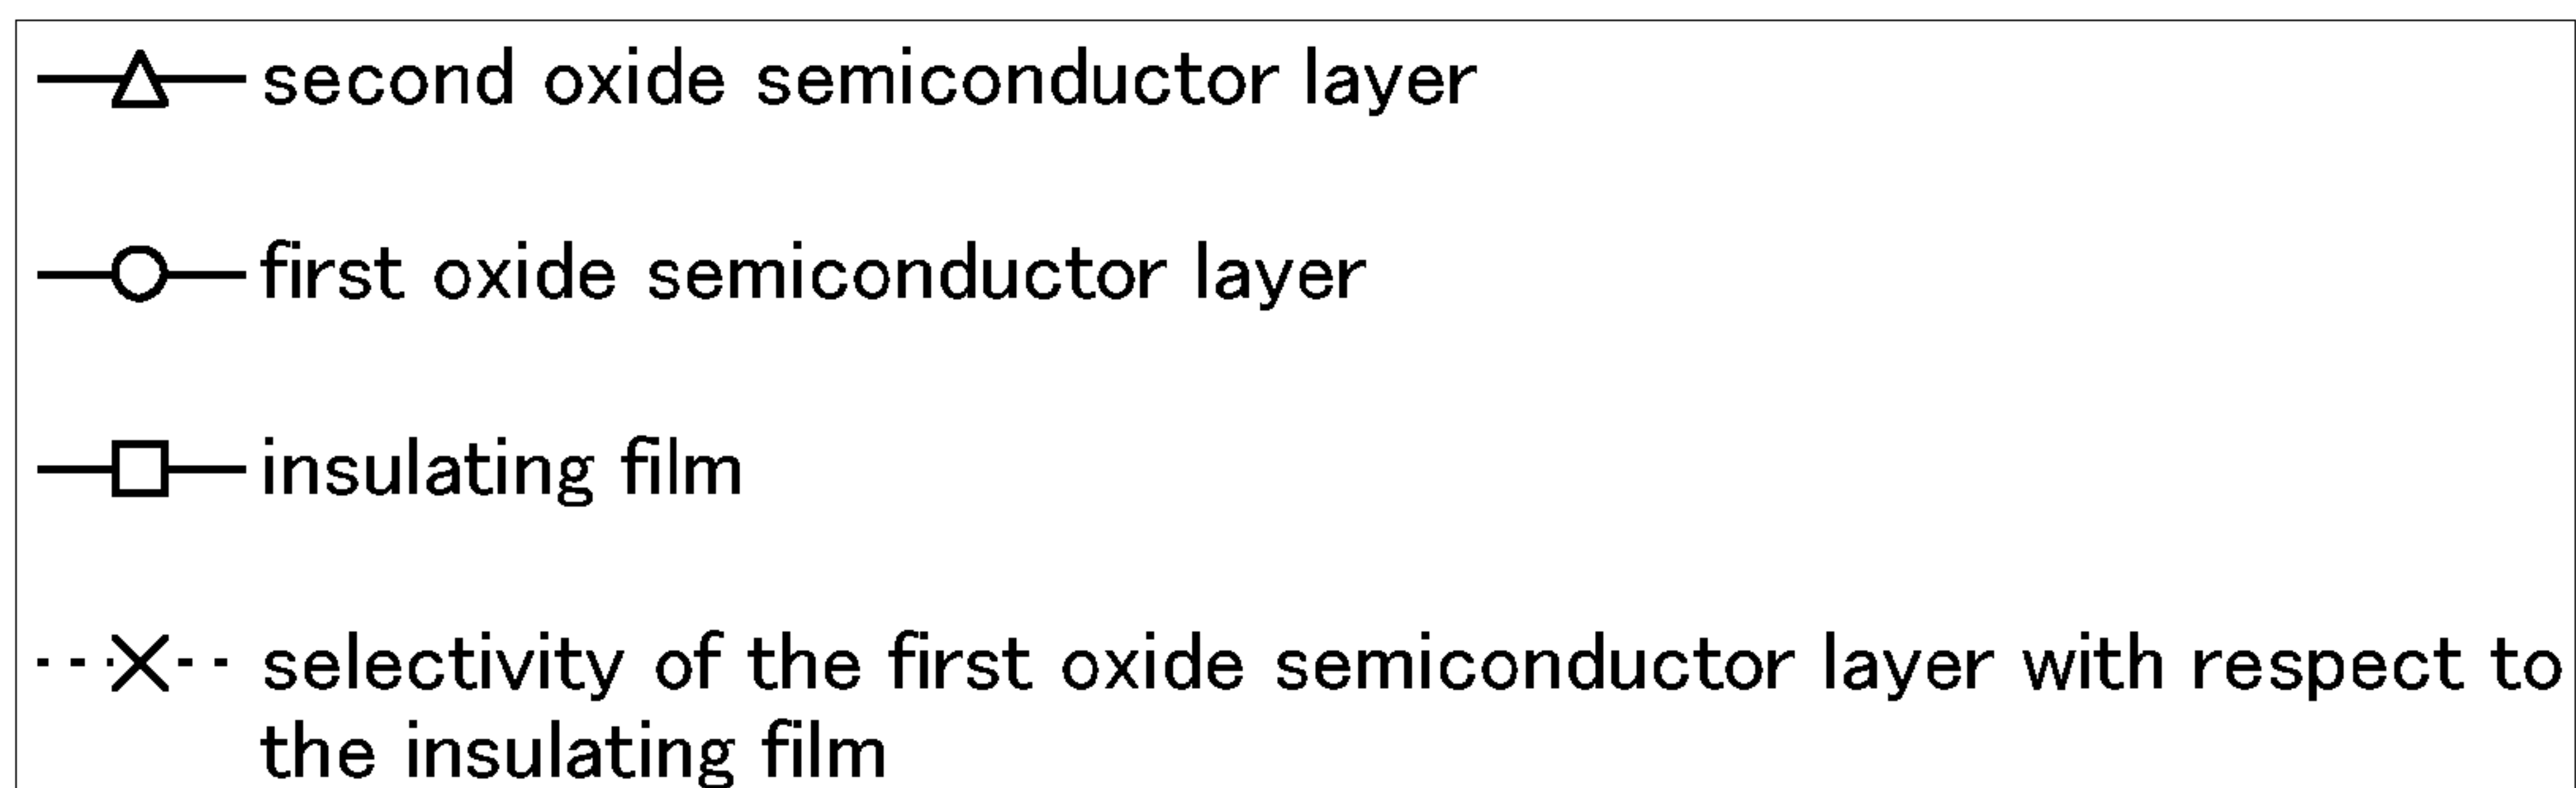 second oxide semiconductor layer
first oxide semiconductor layer
insulating film
selectivity of the first oxide semiconductor layer with respect to
the insulating film